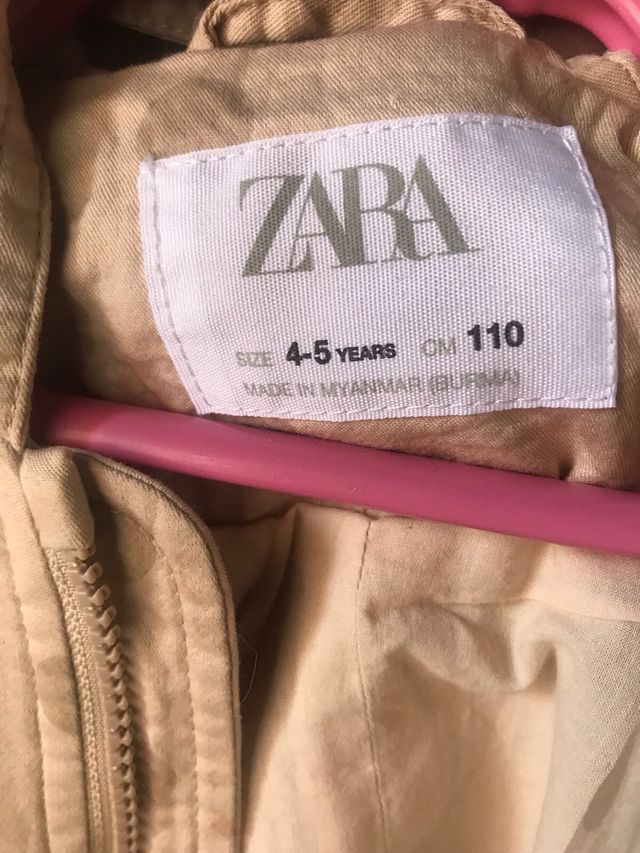 ZARA
SIZE 4-5 YEARS CM 110
MADE IN MYANMAR (BURMA)